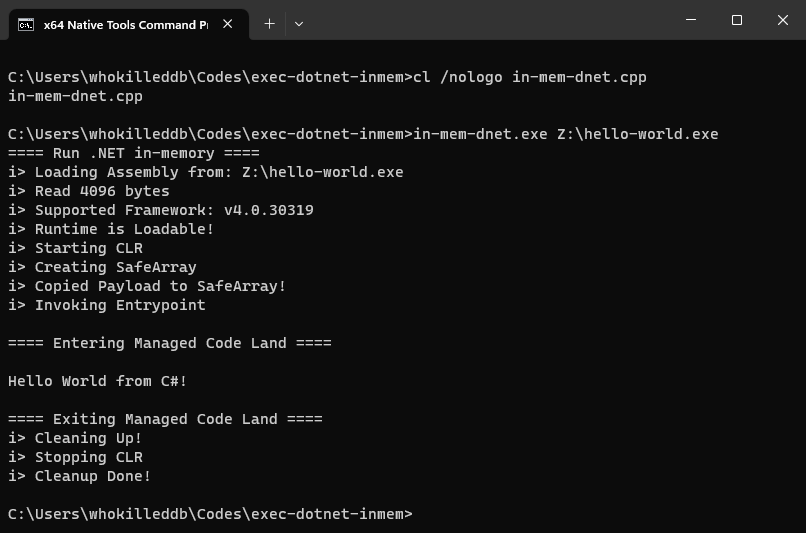 x64 Native Tools Command P
C:\Users\whokilleddb\Codes\exec-dotnet-inmem>cl /nologo in-mem-dnet.cpp
in-mem-dnet.cpp
C:\Users\whokilleddb\Codes\exec-dotnet-inmem>in-mem-dnet.exe Z:\hello-world.exe
==== Run .NET in-memory ====
i> Loading Assembly from: Z:\hello-world.exe
i> Read 4096 bytes
i> Supported Framework: v4.0.30319
i> Runtime is Loadable!
i> Starting CLR
i> Creating SafeArray
i> Copied Payload to SafeArray!
i> Invoking Entrypoint
==== Entering Managed Code Land ====
Hello World from C#!
==== Exiting Managed Code Land ====
i> Cleaning Up!
i> Stopping CLR
i> Cleanup Done!
C:\Users\whokilleddb\Codes\exec-dotnet-inmem>